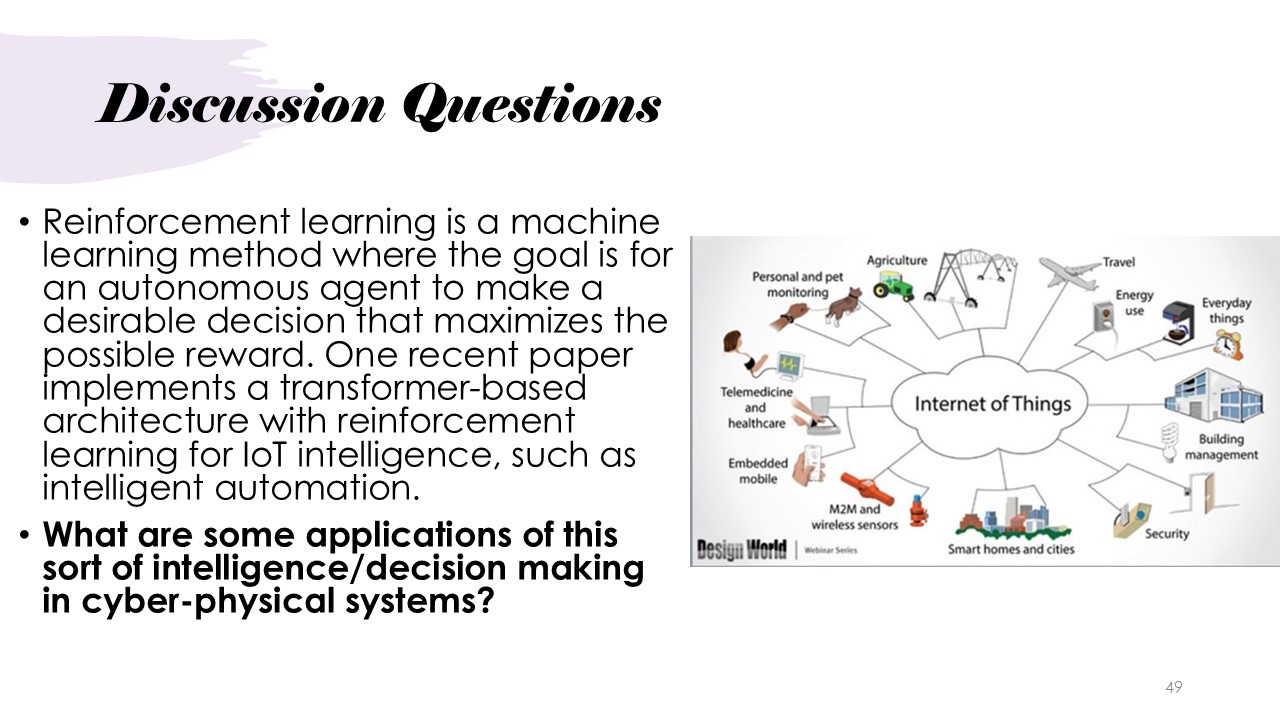 Discussion Questions
• Reinforcement learning is a machine
learning method where the goal is for
an autonomous agent to make a
desirable decision that maximizes the
possible reward. One recent paper
implements a transformer-based
architecture with reinforcement
learning for IoT intelligence, such as
intelligent automation.
• What are some applications of this
sort of intelligence/decision making
in cyber-physical systems?
Agriculture
Travel
Personal and pet
monitoring
Energy
use
Everyday
things
Telemedicine
and
healthcare
Internet of Things
Building
management
Embedded
mobile
M2M and
wireless sensors
Smart homes and cities
Security
Design World
Webinar Series
49